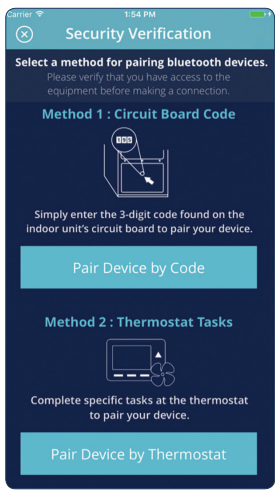 Carrier 1:54 PM
Security Verification
Select a method for pairing bluetooth devices.
Please verify that you have access to the
equipment before making a connection.
Method 1 : Circuit Board Code
Simply enter the 3-digit code found on the
indoor unit's circuit board to pair your device.
Pair Device by Code
Method 2 : Thermostat Tasks
Complete specific tasks at the thermostat
to pair your device.
Pair Device by Thermostat